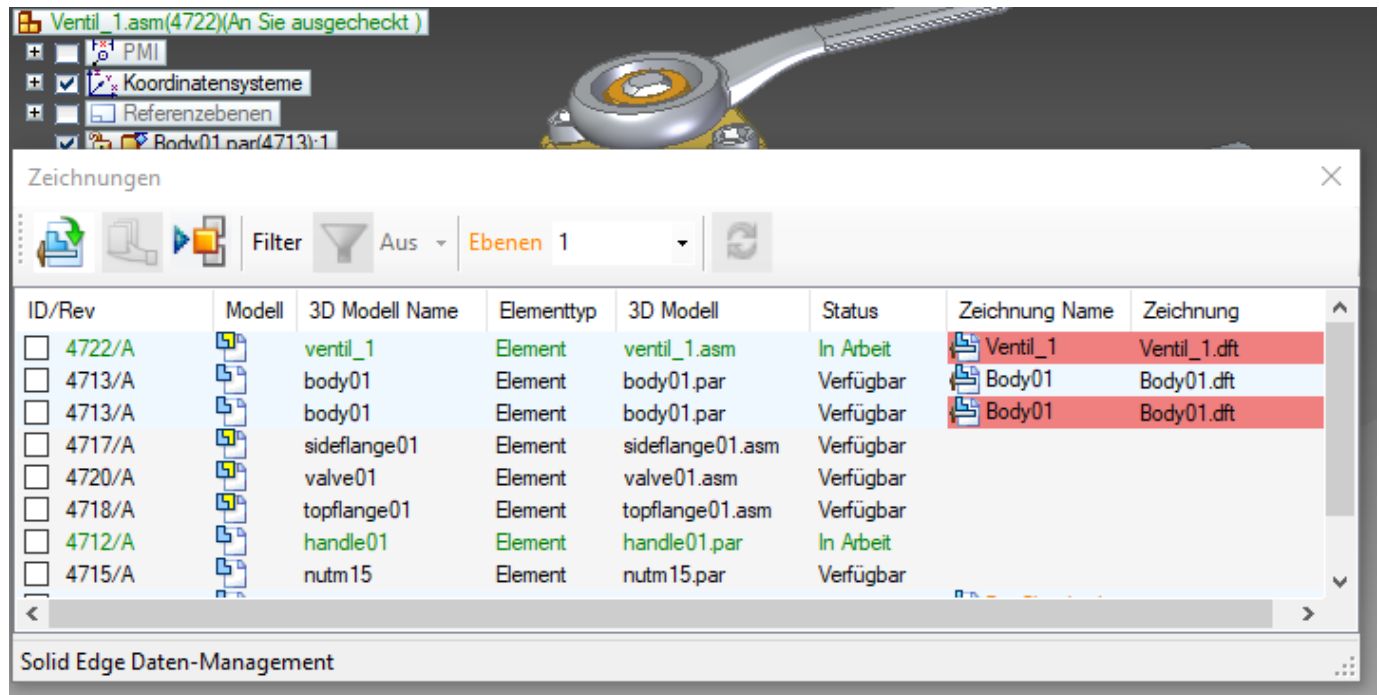 Ventil_1.asm(4722)(An Sie ausgecheckt )
PMI
Koordinatensysteme
Referenzebenen
Body01.par(4713):1
Zeichnungen
Filter Aus Ebenen 1
ID/Rev Modell 3D Modell Name Elementtyp 3D Modell Status Zeichnung Name Zeichnung
4722/A ventil_1 Element ventil_1.asm In Arbeit Ventil_1 Ventil_1.dft
4713/A body01 Element body01.par Verfügbar Body01 Body01.dft
4713/A body01 Element body01.par Verfügbar Body01 Body01.dft
4717/A sideflange01 Element sideflange01.asm Verfügbar
4720/A valve01 Element valve01.asm Verfügbar
4718/A topflange01 Element topflange01.asm Verfügbar
4712/A handle01 Element handle01.par In Arbeit
4715/A nutm15 Element nutm15.par Verfügbar
Solid Edge Daten-Management